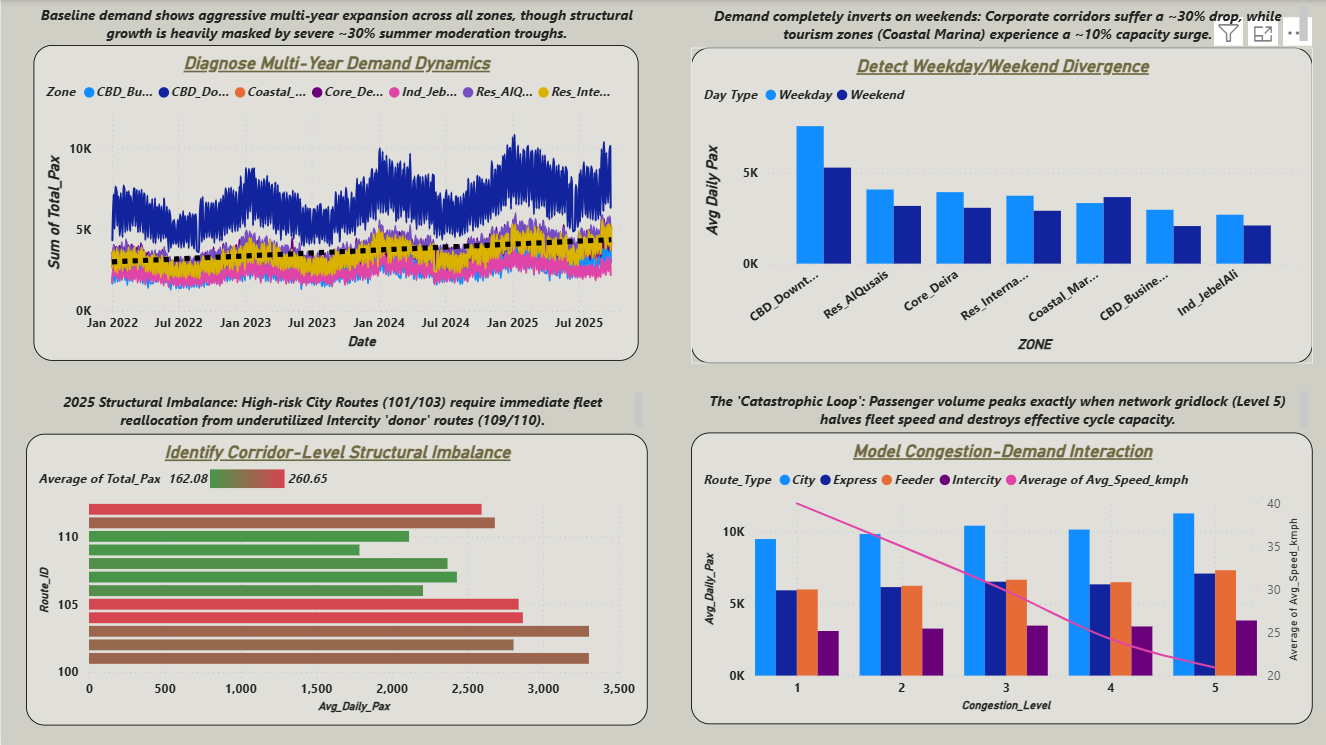 Baseline demand shows aggressive multi-year expansion across all zones, though structural
growth is heavily masked by severe ~30% summer moderation troughs.
Diagnose Multi-Year Demand Dynamics
Zone CBD_Bu... CBD_Do... Coastal_... Core_De... Ind_Jeb... Res_AlQ... Res_Inte...
Sum of Total_Pax
10K
5K
0K
Jan 2022 Jul 2022 Jan 2023 Jul 2023 Jan 2024 Jul 2024 Jan 2025 Jul 2025
Date
Demand completely inverts on weekends: Corporate corridors suffer a ~30% drop, while
tourism zones (Coastal Marina) experience a ~10% capacity surge.
Detect Weekday/Weekend Divergence
Day Type Weekday Weekend
Avg Daily Pax
5K
0K
CBD_Downt... Res_AlQusais Core_Deira Res_Interna... Coastal_Mar... CBD_Busine... Ind_JebelAli
ZONE
2025 Structural Imbalance: High-risk City Routes (101/103) require immediate fleet
reallocation from underutilized Intercity 'donor' routes (109/110).
Identify Corridor-Level Structural Imbalance
Average of Total_Pax 162.08 260.65
Route_ID
110
105
100
0 500 1,000 1,500 2,000 2,500 3,000 3,500
Avg_Daily_Pax
The 'Catastrophic Loop': Passenger volume peaks exactly when network gridlock (Level 5)
halves fleet speed and destroys effective cycle capacity.
Model Congestion-Demand Interaction
Route_Type City Express Feeder Intercity Average of Avg_Speed_kmph
Avg_Daily_Pax
10K
5K
0K
1 2 3 4 5
Congestion_Level
40
35
30
25
20
Average of Avg_Speed_kmph